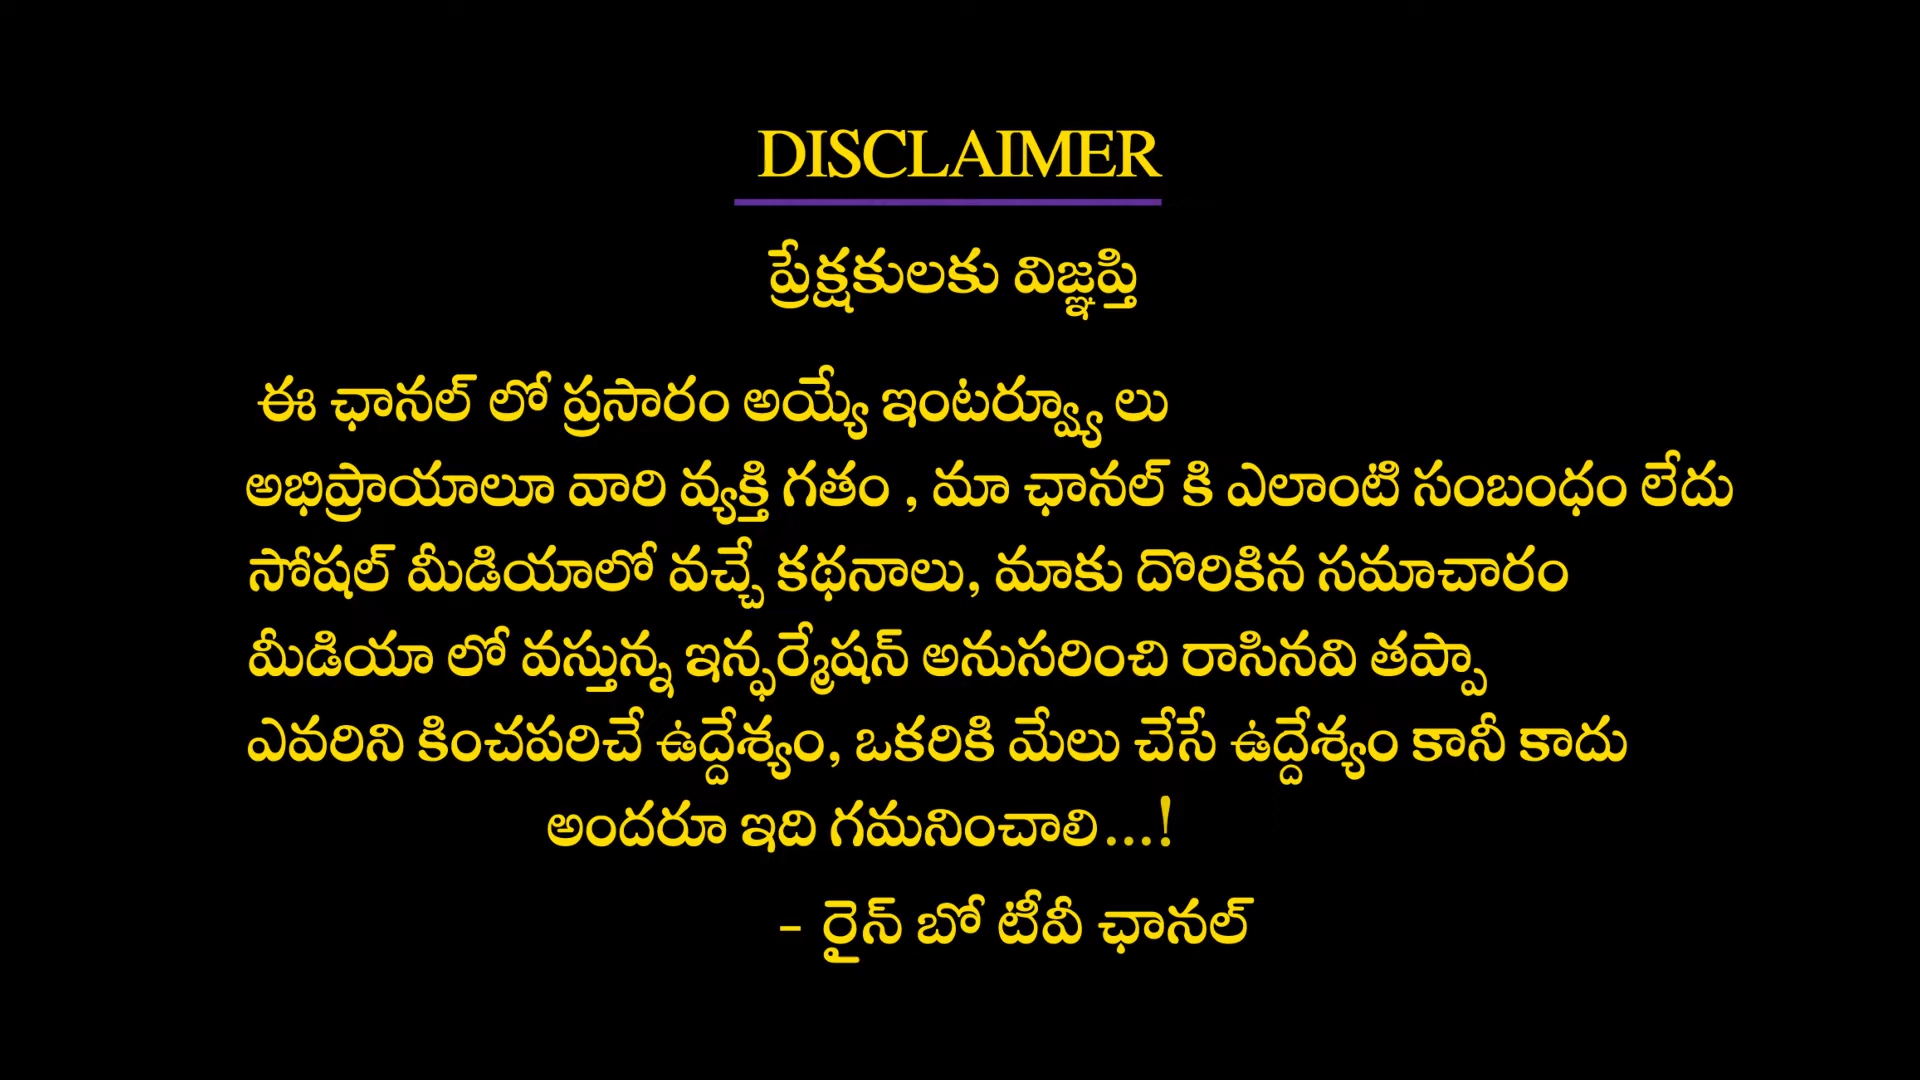 DISCLAIMER
ప్రేక్షకులకు విజ్ఞప్తి
ఈ ఛానల్ లో ప్రసారం అయ్యే ఇంటర్వ్యూ లు
అభిప్రాయాలూ వారి వ్యక్తి గతం , మా ఛానల్ కి ఎలాంటి సంబంధం లేదు
సోషల్ మీడియాలో వచ్చే కథనాలు, మాకు దొరికిన సమాచారం
మీడియా లో వస్తున్న ఇన్ఫర్మేషన్ అనుసరించి రాసినవి తప్పా
ఎవరిని కించపరిచే ఉద్దేశ్యం, ఒకరికి మేలు చేసే ఉద్దేశ్యం కానీ కాదు
అందరూ ఇది గమనించాలి...!
- రైన్ బో టీవీ ఛానల్